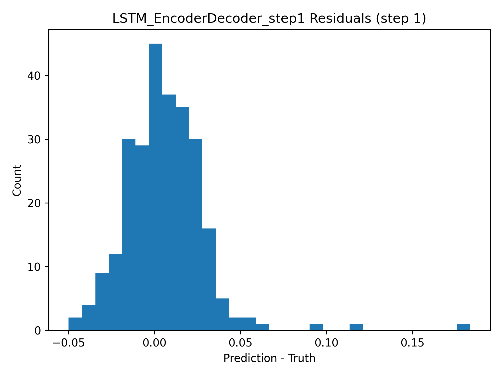 LSTM_EncoderDecoder_step1 Residuals (step 1)
Count
40
30
20
10
0
−0.05 0.00 0.05 0.10 0.15
Prediction - Truth